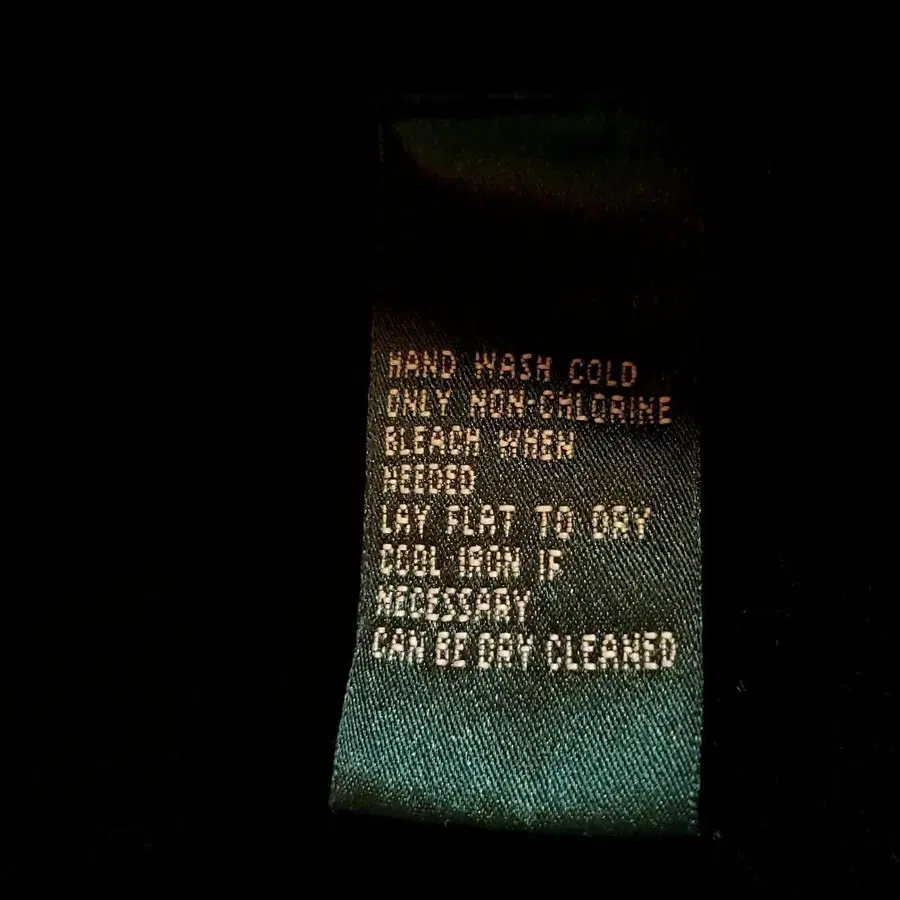 HAND WASH COLD
ONLY NON-CHLORINE
BLEACH WHEN
NEEDED
LAY FLAT TO DRY
COOL IRON IF
NECESSARY
CAN BE DRY CLEANED